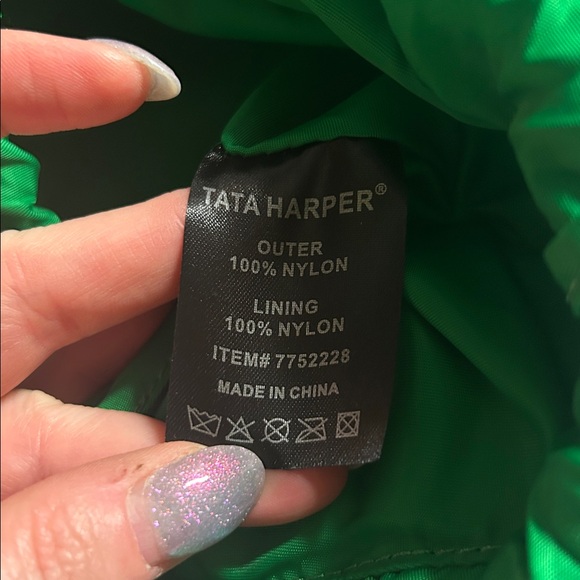 TATA HARPER®
OUTER
100% NYLON
LINING
100% NYLON
ITEM# 7752228
MADE IN CHINA